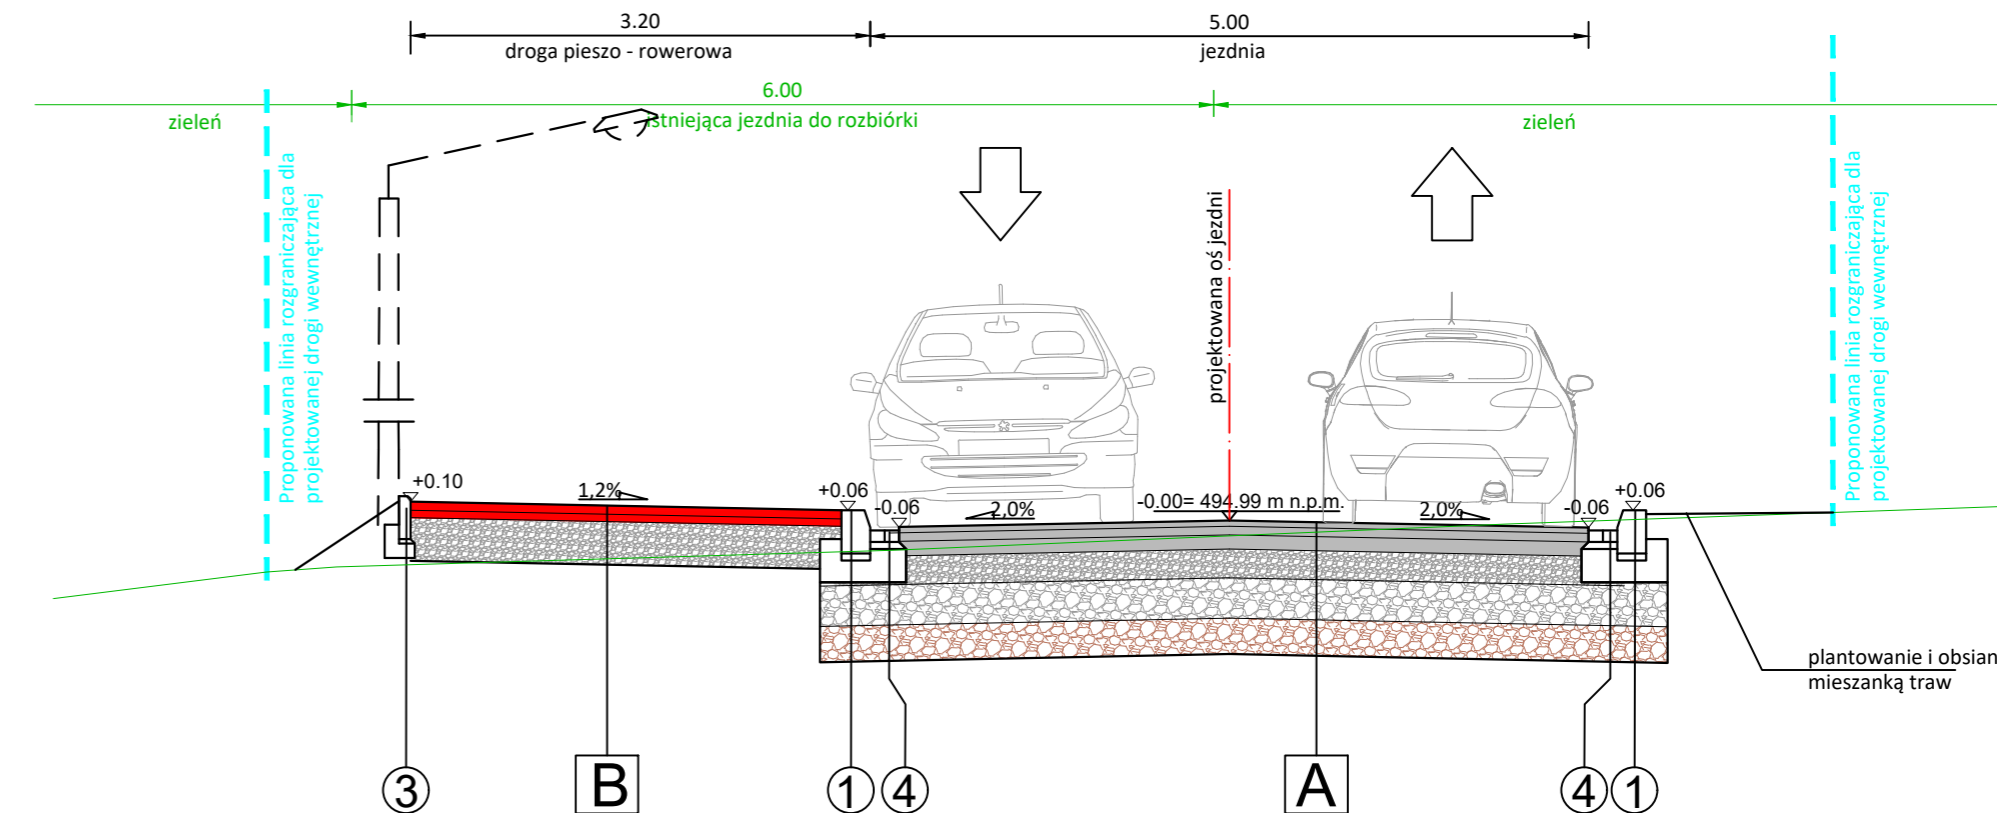 3.20
droga pieszo - rowerowa
5.00
jezdnia
6.00
istniejąca jezdnia do rozbiórki
zieleń
zieleń
Proponowana linia rozgraniczająca dla
projektowanej drogi wewnętrznej
projektowana oś jezdni
Proponowana linia rozgraniczająca dla
projektowanej drogi wewnętrznej
+0.10
1,2%
+0.06
-0.06
2,0%
-0.00= 494.99 m n.p.m.
2,0%
-0.06
+0.06
plantowanie i obsian
mieszanką traw
3
B
1
4
A
4
1